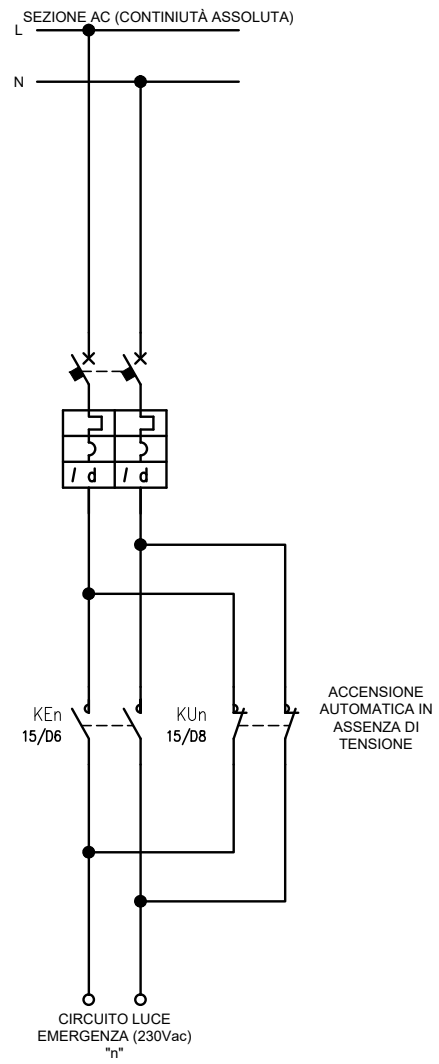 SEZIONE AC (CONTINIUTÀ ASSOLUTA)
L
N
I d I d
KEn
15/D6
KUn
15/D8
ACCENSIONE
AUTOMATICA IN
ASSENZA DI
TENSIONE
CIRCUITO LUCE
EMERGENZA (230Vac)
"n"